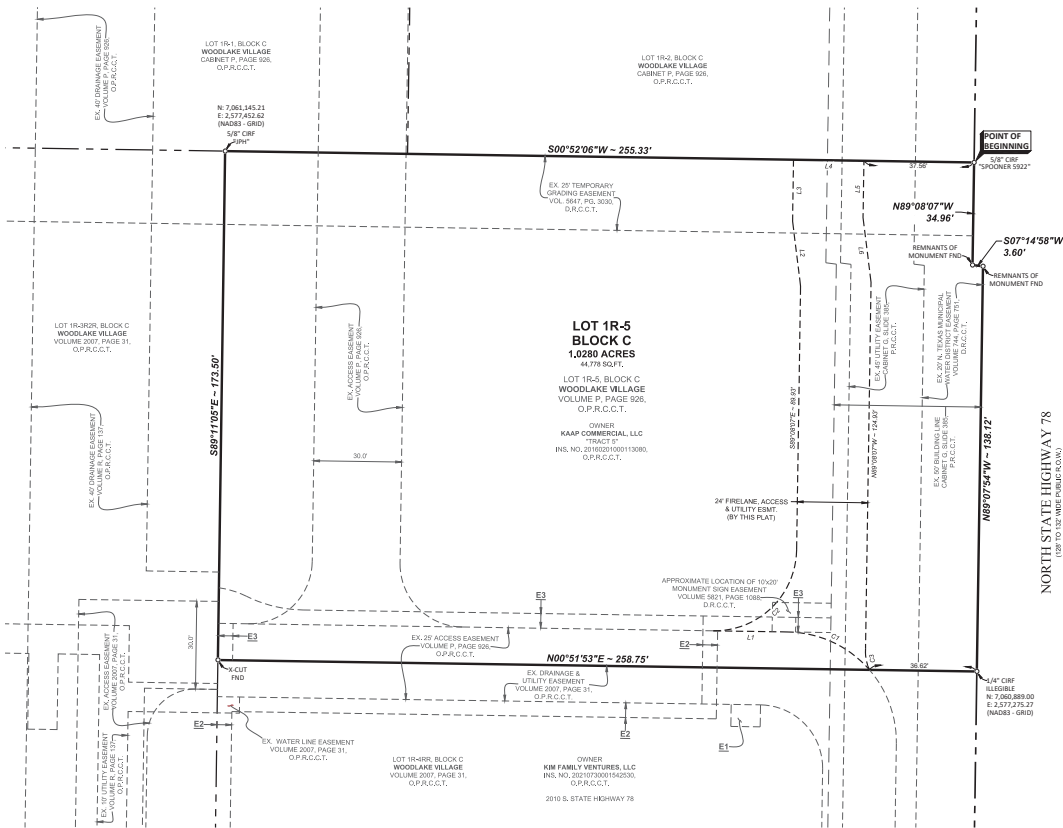 LOT 1R-1, BLOCK C
WOODLAKE VILLAGE
CABINET P, PAGE 926,
O.P.R.C.C.T.
LOT 1R-2, BLOCK C
WOODLAKE VILLAGE
CABINET P, PAGE 926,
O.P.R.C.C.T.
EX. 40' DRAINAGE EASEMENT
VOLUME P, PAGE 926,
O.P.R.C.C.T.
N: 7,061,145.21
E: 2,577,452.62
(NAD83 - GRID)
5/8" CIRF
S00°52'06"W ~ 255.33'
POINT OF
BEGINNING
5/8" CIRF
"SPOONER 5922"
37.56'
L4
L3
L5
L2
L6
EX. 25' TEMPORARY
GRADING EASEMENT
VOL. 5647, PG. 3030,
D.R.C.C.T.
N89°08'07"W
34.96'
S07°14'58"W
3.60'
REMNANTS OF
MONUMENT FND
REMNANTS OF
MONUMENT FND
LOT 1R-3R2R, BLOCK C
WOODLAKE VILLAGE
VOLUME 2007, PAGE 31,
O.P.R.C.C.T.
S89°11'05"E ~ 173.50'
EX. ACCESS EASEMENT
VOLUME P, PAGE 926,
O.P.R.C.C.T.
30.0'
LOT 1R-5
BLOCK C
1.0280 ACRES
44,778 SQ.FT.
LOT 1R-5, BLOCK C
WOODLAKE VILLAGE
VOLUME P, PAGE 926,
O.P.R.C.C.T.
OWNER
KAAP COMMERCIAL, LLC
"TRACT 5"
INS. NO. 20160201000113080,
O.P.R.C.C.T.
EX. 45' UTILITY EASEMENT
CABINET G, SLIDE 385,
P.R.C.C.T.
EX. 20' N. TEXAS MUNICIPAL
WATER DISTRICT EASEMENT
VOLUME 744, PAGE 751,
D.R.C.C.T.
EX. 50' BUILDING LINE
CABINET G, SLIDE 385,
P.R.C.C.T.
S89°08'07"E ~ 89.93'
N89°08'07"W ~ 124.93'
N89°07'54"W ~ 138.12'
NORTH STATE HIGHWAY 78
(128' TO 132' WIDE PUBLIC R.O.W.)
24' FIRELANE, ACCESS
& UTILITY ESMT.
(BY THIS PLAT)
EX. 40' DRAINAGE EASEMENT
VOLUME R, PAGE 137,
O.P.R.C.C.T.
APPROXIMATE LOCATION OF 10'x20'
MONUMENT SIGN EASEMENT
VOLUME 5821, PAGE 1088,
D.R.C.C.T.
E3
E3
E3
C2
C1
C3
L1
E2
30.0'
EX. 25' ACCESS EASEMENT
VOLUME P, PAGE 926,
O.P.R.C.C.T.
N00°51'53"E ~ 258.75'
36.62'
X-CUT
FND
1/4" CIRF
ILLEGIBLE
N: 7,060,889.00
E: 2,577,275.27
(NAD83 - GRID)
EX. DRAINAGE &
UTILITY EASEMENT
VOLUME 2007, PAGE 31,
O.P.R.C.C.T.
EX. ACCESS EASEMENT
VOLUME 2007, PAGE 31,
O.P.R.C.C.T.
EX. 10' UTILITY EASEMENT
VOLUME R, PAGE 137,
O.P.R.C.C.T.
E2
E2
E1
EX. WATER LINE EASEMENT
VOLUME 2007, PAGE 31,
O.P.R.C.C.T.
LOT 1R-4RR, BLOCK C
WOODLAKE VILLAGE
VOLUME 2007, PAGE 31,
O.P.R.C.C.T.
OWNER
KIM FAMILY VENTURES, LLC
INS. NO. 20210730001542530,
O.P.R.C.C.T.
2010 S. STATE HIGHWAY 78